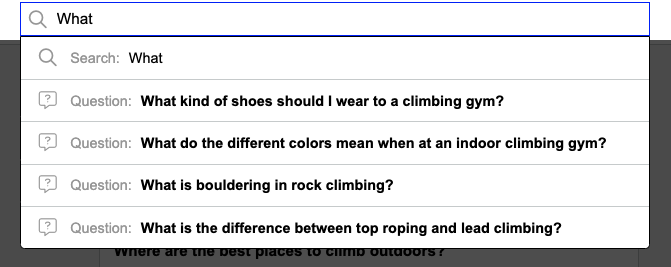 What
Search: What
Question: What kind of shoes should I wear to a climbing gym?
Question: What do the different colors mean when at an indoor climbing gym?
Question: What is bouldering in rock climbing?
Question: What is the difference between top roping and lead climbing?
Where are the best places to climb outdoors?